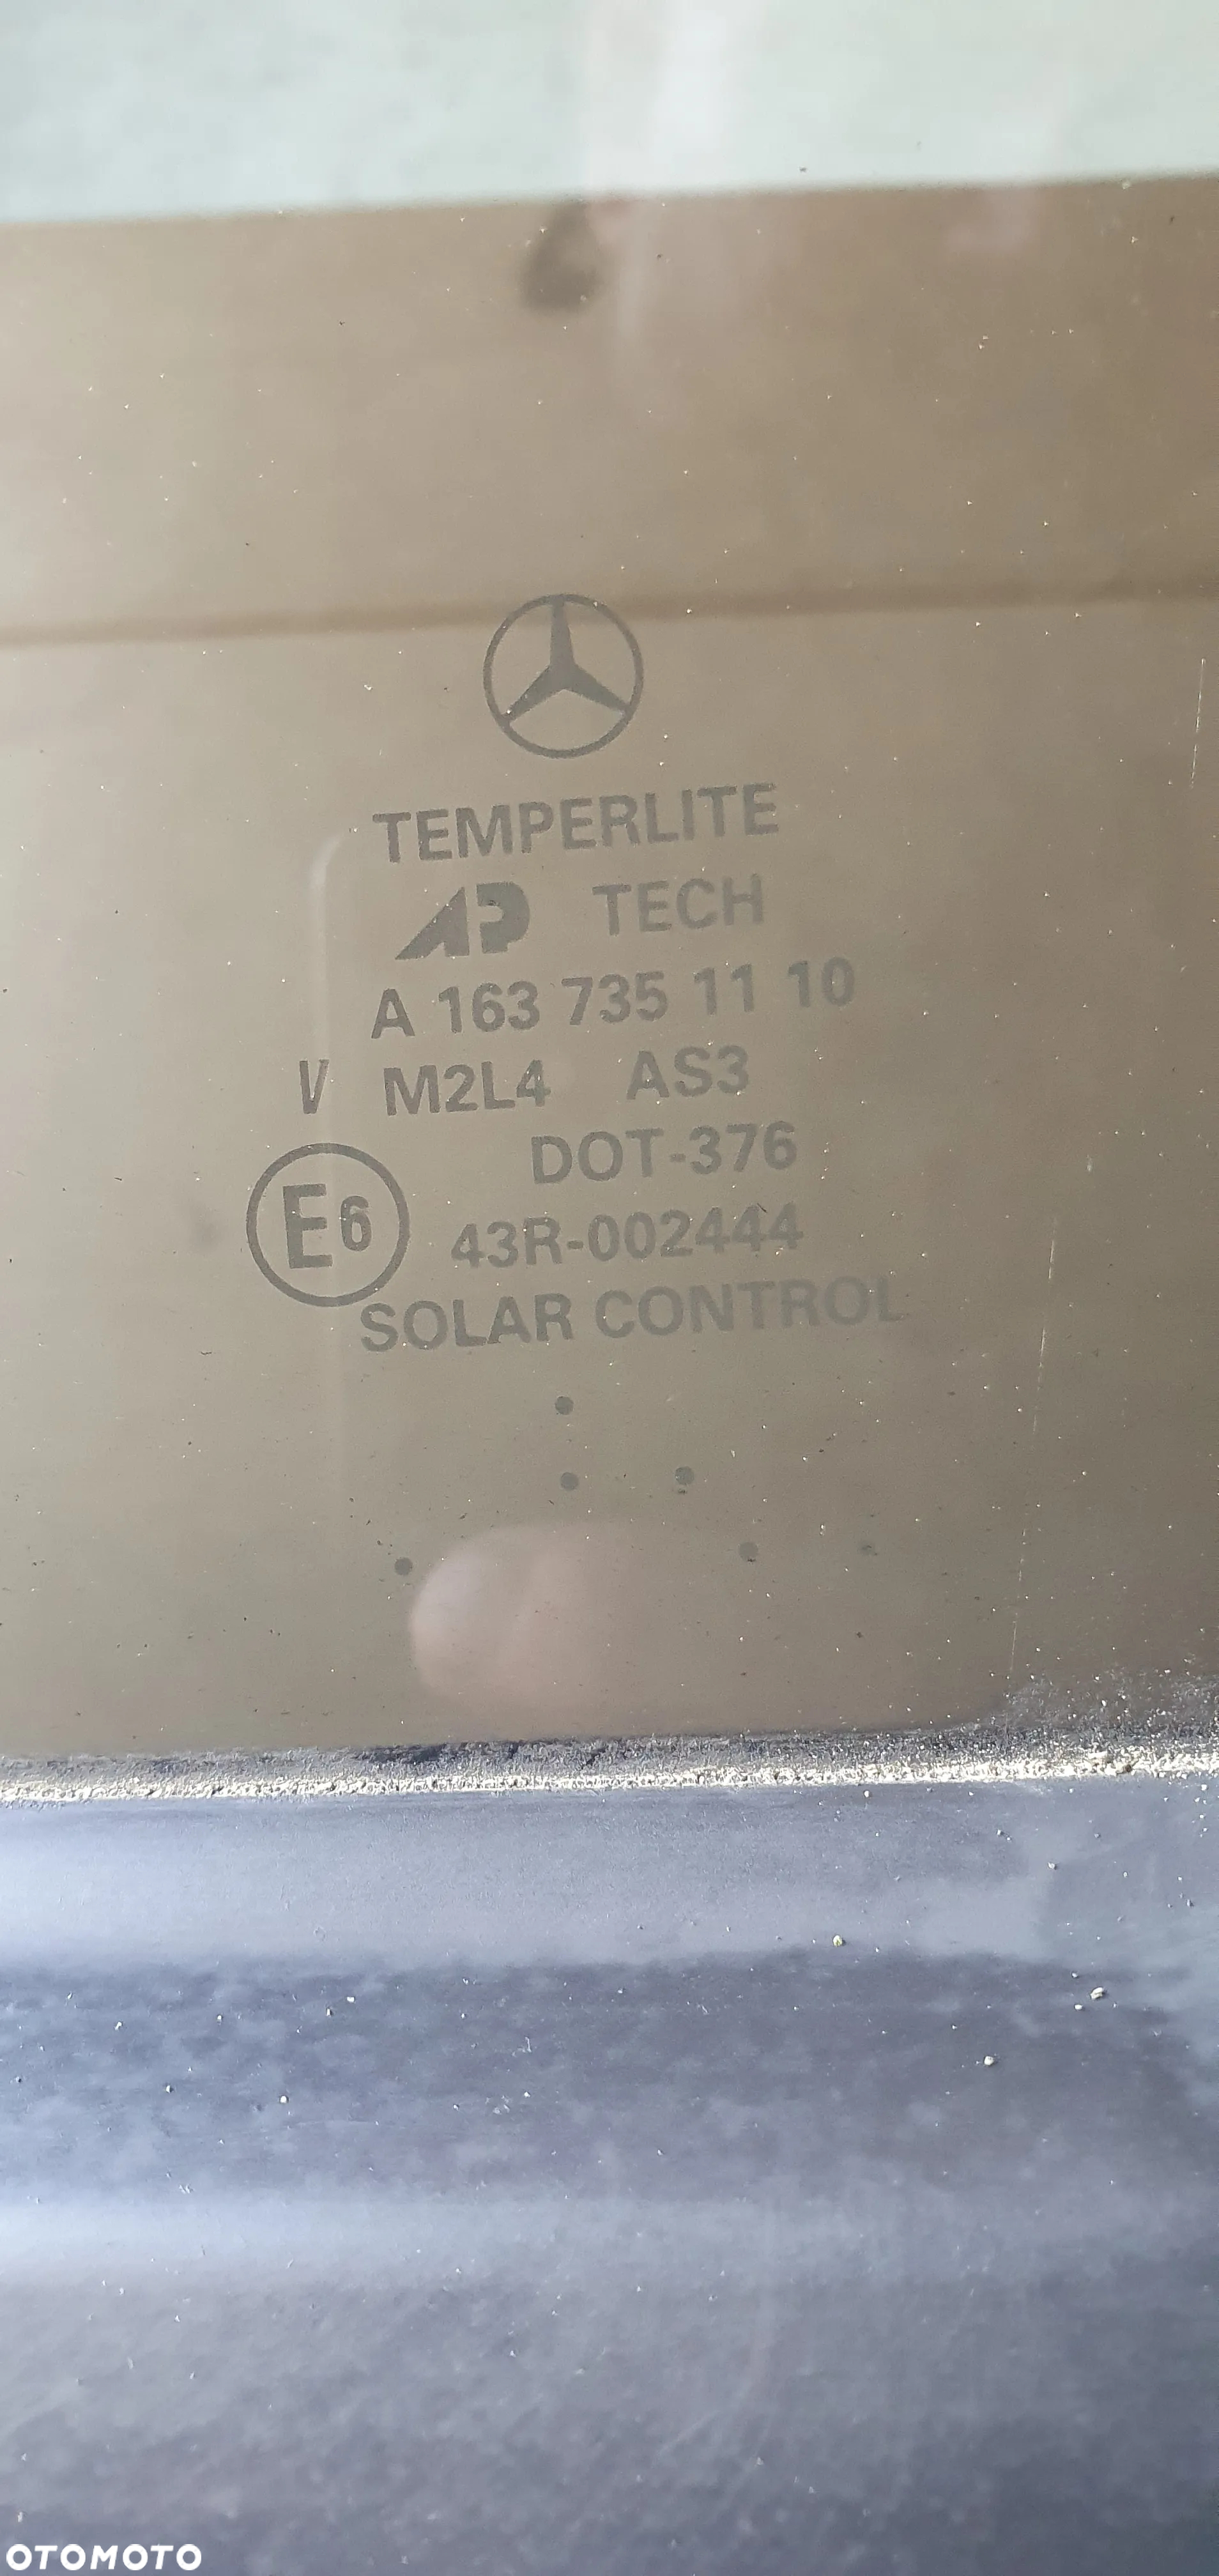 TEMPERLITE
AP TECH
A 163 735 11 10
V M2L4 AS3
DOT-376
E6 43R-002444
SOLAR CONTROL
OTOMOTO